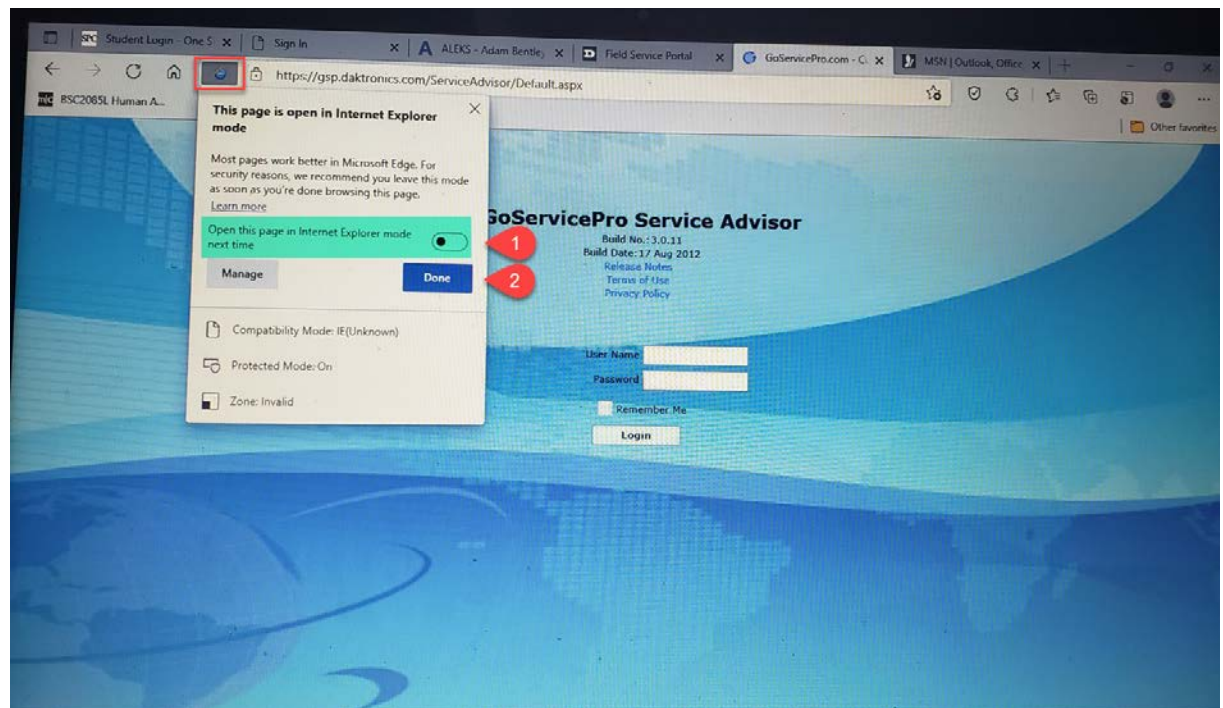 SPC Student Login - One S
Sign In
A ALEKS - Adam Bentley
Field Service Portal
GoServicePro.com - C
MSN | Outlook, Office
https://gsp.daktronics.com/ServiceAdvisor/Default.aspx
BSC2085L Human A...
Other favorites
This page is open in Internet Explorer
mode
Most pages work better in Microsoft Edge. For
security reasons, we recommend you leave this mode
as soon as you're done browsing this page.
Learn more
Open this page in Internet Explorer mode
next time
1
Manage
Done
2
Compatibility Mode: IE(Unknown)
Protected Mode: On
Zone: Invalid
GoServicePro Service Advisor
Build No.: 3.0.11
Build Date: 17 Aug 2012
Release Notes
Terms of Use
Privacy Policy
User Name
Password
Remember Me
Login